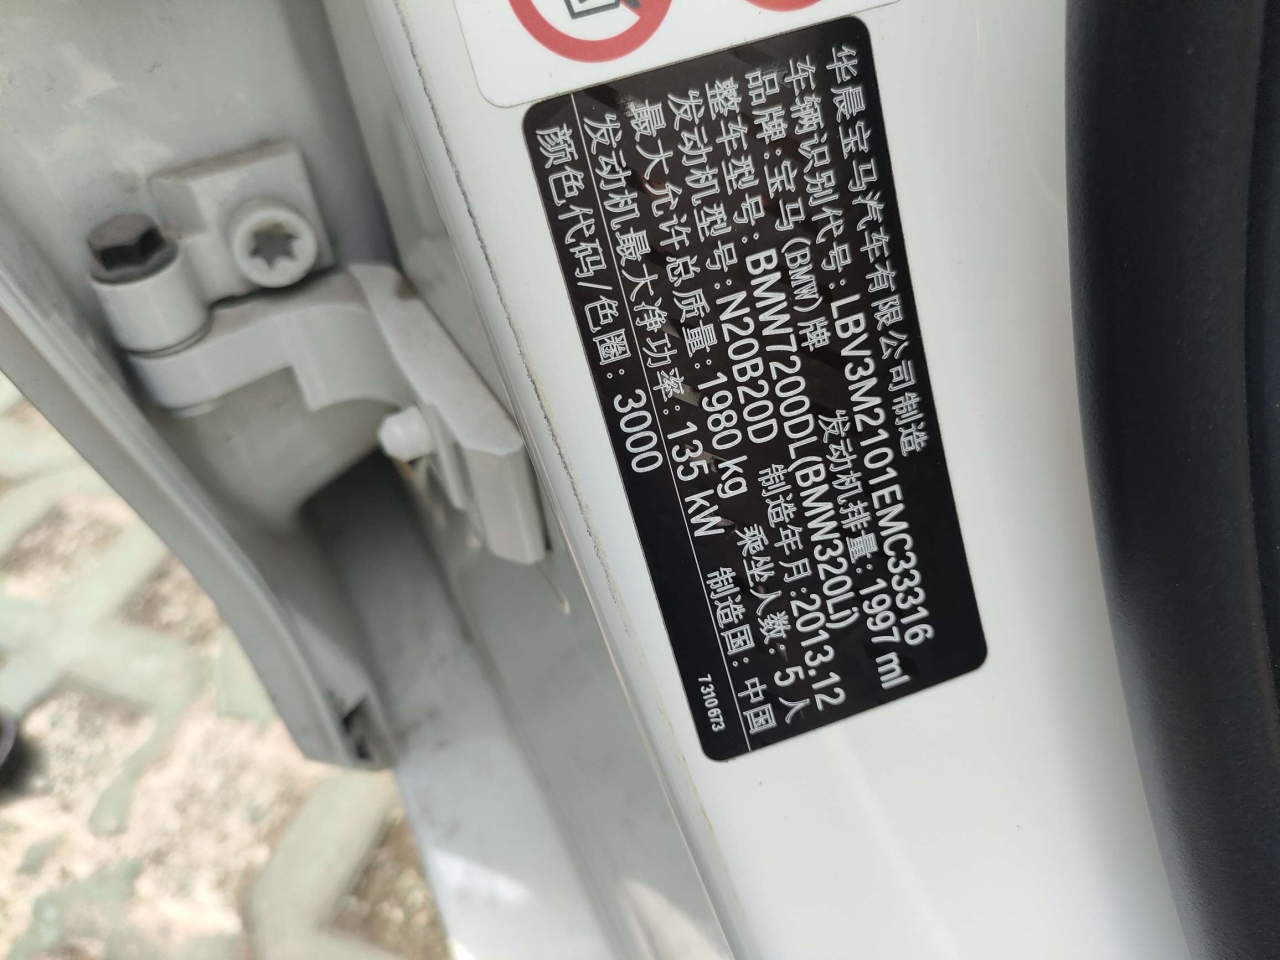 华晨宝马汽车有限公司制造
车辆识别代号:LBV3M2101EMC33316
品牌:宝马(BMW)牌 发动机排量:1997 ml
整车型号:BMW7200DL(BMW320Li)
发动机型号:N20B20D 制造年月:2013.12
最大允许总质量:1980 kg 乘坐人数: 5人
发动机最大净功率:135 kW 制造国:中国
颜色代码/色圈:3000 7310673